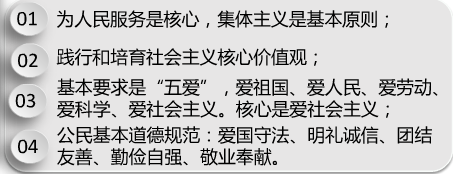 01 为人民服务是核心，集体主义是基本原则；
02 践行和培育社会主义核心价值观；
03 基本要求是“五爱”，爱祖国、爱人民、爱劳动、
爱科学、爱社会主义。核心是爱社会主义；
04 公民基本道德规范：爱国守法、明礼诚信、团结
友善、勤俭自强、敬业奉献。